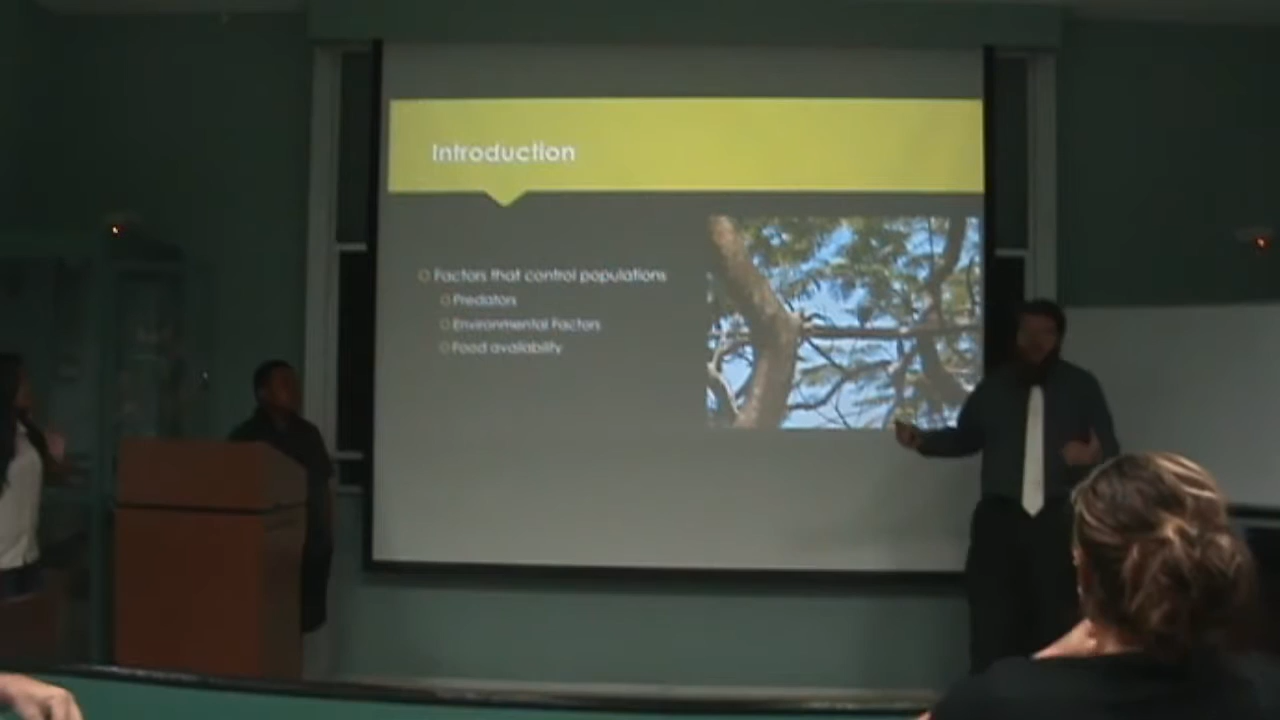 Introduction
Factors that control populations
Predators
Environmental Factors
Food availability